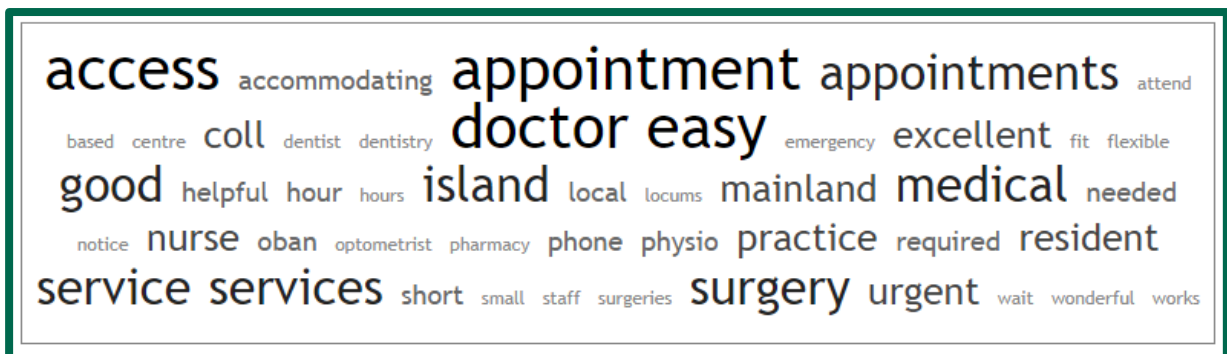 access accommodating appointment appointments attend
based centre coll dentist dentistry doctor easy emergency excellent fit flexible
good helpful hour hours island local locums mainland medical needed
notice nurse oban optometrist pharmacy phone physio practice required resident
service services short small staff surgeries surgery urgent wait wonderful works